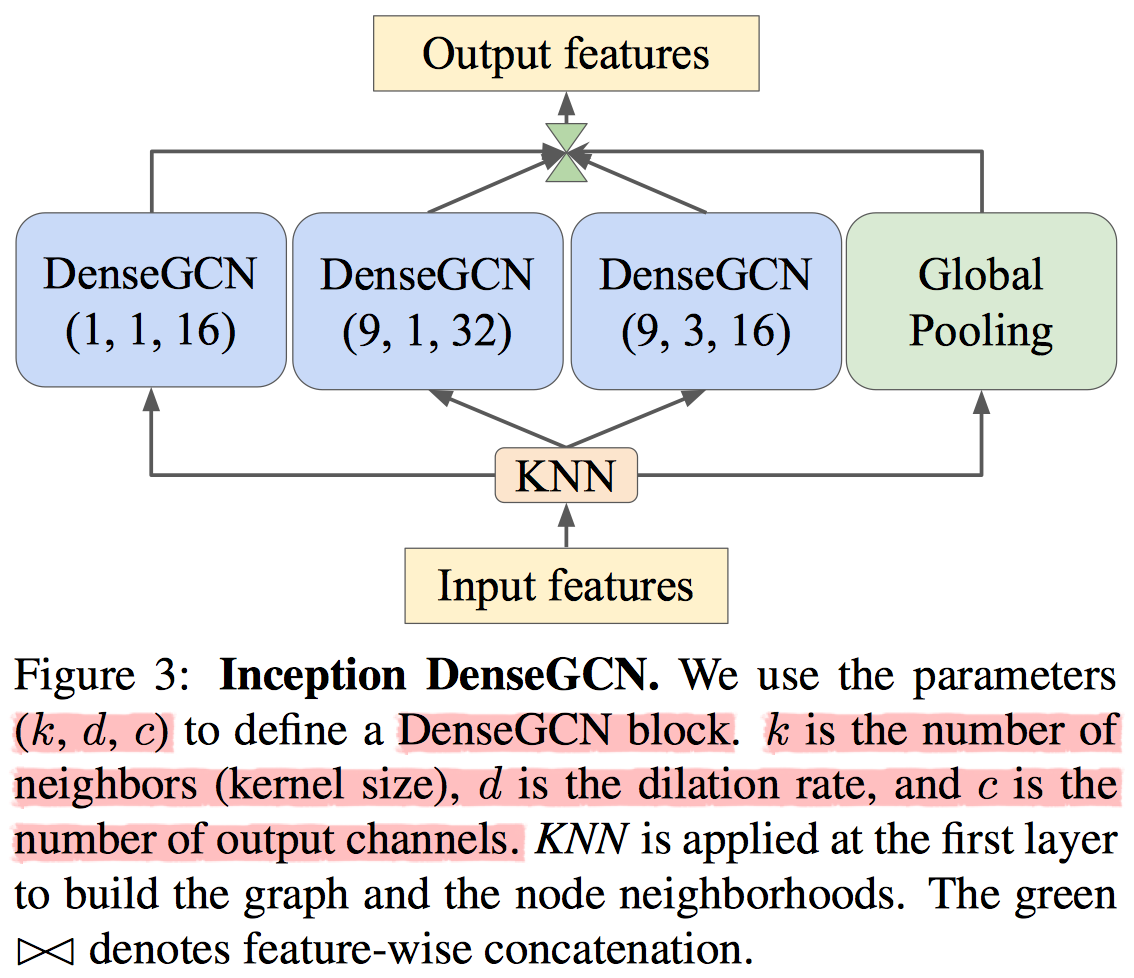 Output features
DenseGCN
(1, 1, 16)
DenseGCN
(9, 1, 32)
DenseGCN
(9, 3, 16)
Global
Pooling
KNN
Input features
Figure 3: Inception DenseGCN. We use the parameters
(k, d, c) to define a DenseGCN block. k is the number of
neighbors (kernel size), d is the dilation rate, and c is the
number of output channels. KNN is applied at the first layer
to build the graph and the node neighborhoods. The green
⋈ denotes feature-wise concatenation.